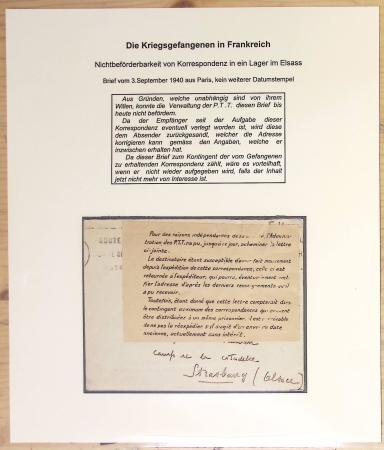 Die Kriegsgefangenen in Frankreich
Nichtbeförderbarkeit von Korrespondenz in ein Lager im Elsass
Brief vom 3.September 1940 aus Paris, kein weiterer Datumstempel
Aus Gründen, welche unabhängig sind von ihrem
Willen, konnte die Verwaltung der P.T.T. diesen Brief bis
heute nicht befördern.
Da der Empfänger seit der Aufgabe dieser
Korrespondenz eventuell verlegt worden ist, wird diese
dem Absender zurückgesandt, welcher die Adresse
korrigieren kann gemäss den Angaben, welche er
inzwischen erhalten hat.
Da dieser Brief zum Kontingent der vom Gefangenen
zu erhaltenden Korrespondenz zählt, wäre es vorteilhaft,
wenn er nicht wieder aufgegeben wird, falls der Inhalt
jetzt nicht mehr von Interesse ist.
Pour des raisons indépendantes de sa l'Adminis-
tration des P.T.T. n'a pu, jusqu'à ce jour, acheminer la lettre
ci-jointe.
Le destinataire étant susceptible d'avoir fait mouvement
depuis l'expédition de cette correspondance, celle-ci est
retournée à l'expéditeur, qui pourra, éventuellement recti-
fier l'adresse d'après les derniers renseignements qu'il
a pu recevoir.
Toutefois, étant donné que cette lettre compterait dans
le contingent maximum des correspondances qui peuvent
être distribuées à un même prisonnier, il est préférable
de ne pas la réexpédier s'il s'agit d'un envoi de date
ancienne, actuellement sans intérêt.
Camp de la citadelle
Strasbourg (Alsace)